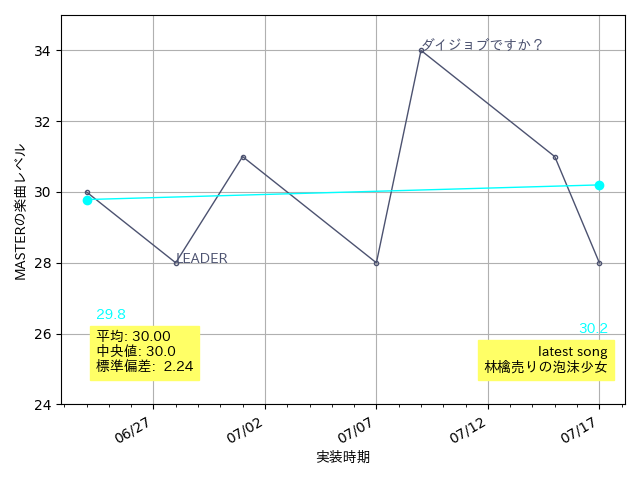 34
32
30
28
26
24
MASTERの楽曲レベル
ダイジョブですか？
LEADER
29.8
平均: 30.00
中央値: 30.0
標準偏差: 2.24
30.2
latest song
林檎売りの泡沫少女
06/27
07/02
07/07
07/12
07/17
実装時期